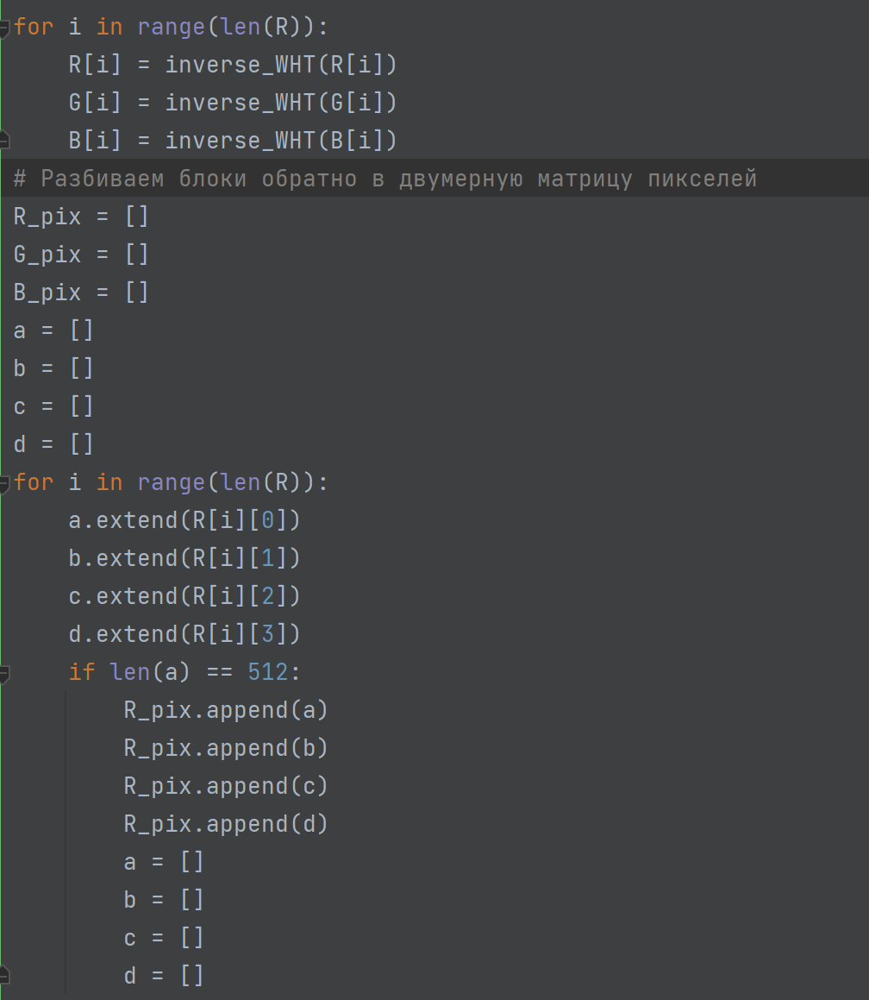 for i in range(len(R)):
    R[i] = inverse_WHT(R[i])
    G[i] = inverse_WHT(G[i])
    B[i] = inverse_WHT(B[i])
# Разбиваем блоки обратно в двумерную матрицу пикселей
R_pix = []
G_pix = []
B_pix = []
a = []
b = []
c = []
d = []
for i in range(len(R)):
    a.extend(R[i][0])
    b.extend(R[i][1])
    c.extend(R[i][2])
    d.extend(R[i][3])
    if len(a) == 512:
        R_pix.append(a)
        R_pix.append(b)
        R_pix.append(c)
        R_pix.append(d)
        a = []
        b = []
        c = []
        d = []